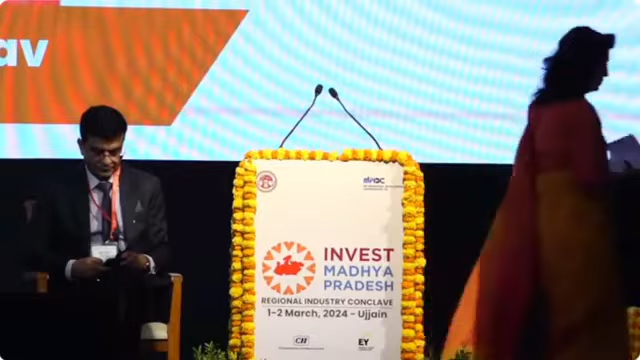 av
INVEST
MADHYA
PRADESH
REGIONAL INDUSTRY CONCLAVE
1-2 March, 2024 - Ujjain
CII
EY